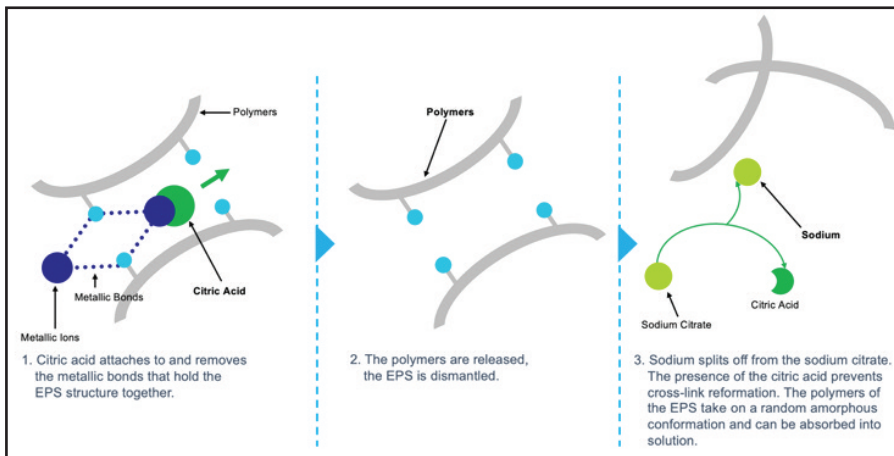 Polymers
Metallic Bonds
Citric Acid
Metallic Ions
1. Citric acid attaches to and removes
the metallic bonds that hold the
EPS structure together.
Polymers
2. The polymers are released,
the EPS is dismantled.
Sodium
Citric Acid
Sodium Citrate
3. Sodium splits off from the sodium citrate.
The presence of the citric acid prevents
cross-link reformation. The polymers of
the EPS take on a random amorphous
conformation and can be absorbed into
solution.